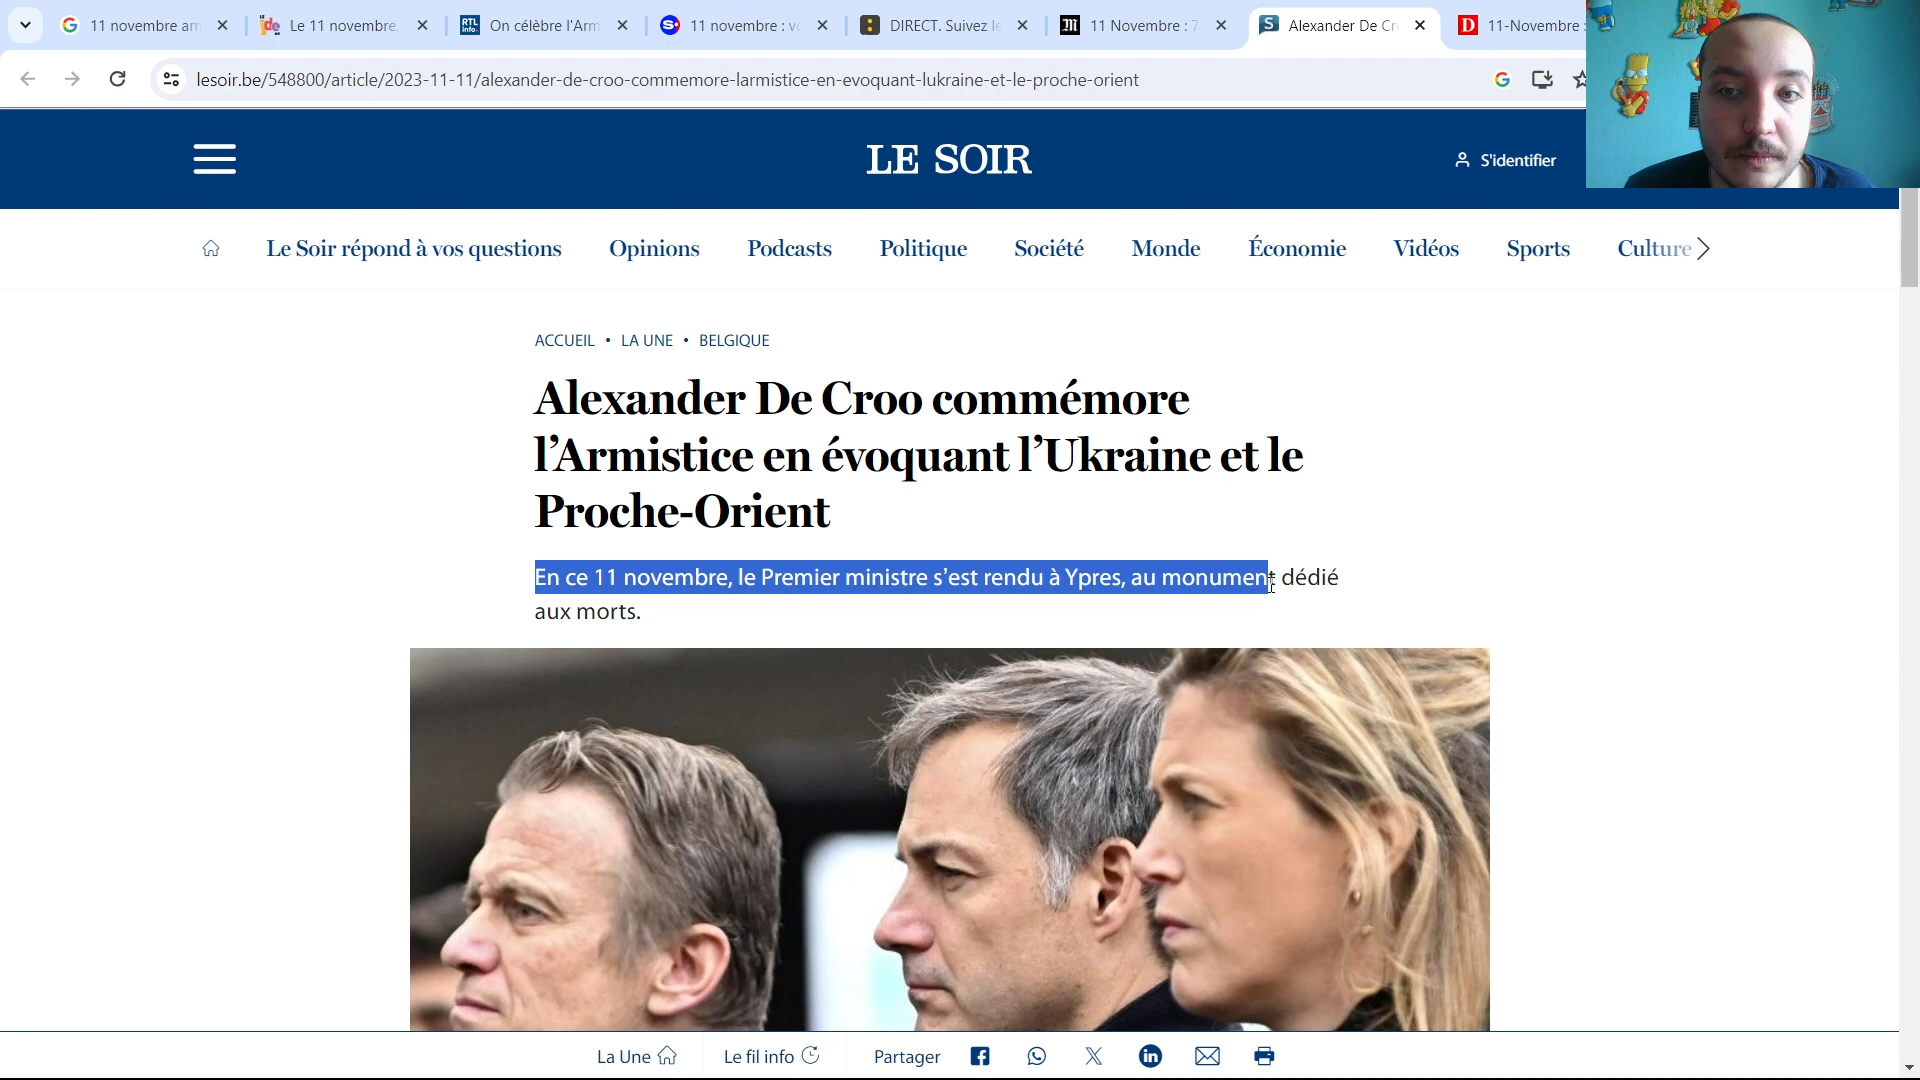 11 novembre arm
Le 11 novembre,
On célèbre l'Arm
11 novembre : vo
DIRECT. Suivez le
11 Novembre : 7
Alexander De Cr
11-Novembre :
lesoir.be/548800/article/2023-11-11/alexander-de-croo-commemore-larmistice-en-evoquant-lukraine-et-le-proche-orient
LE SOIR
S'identifier
Le Soir répond à vos questions
Opinions
Podcasts
Politique
Société
Monde
Économie
Vidéos
Sports
Culture
ACCUEIL • LA UNE • BELGIQUE
Alexander De Croo commémore
l’Armistice en évoquant l’Ukraine et le
Proche-Orient
En ce 11 novembre, le Premier ministre s’est rendu à Ypres, au monument dédié
aux morts.
La Une
Le fil info
Partager